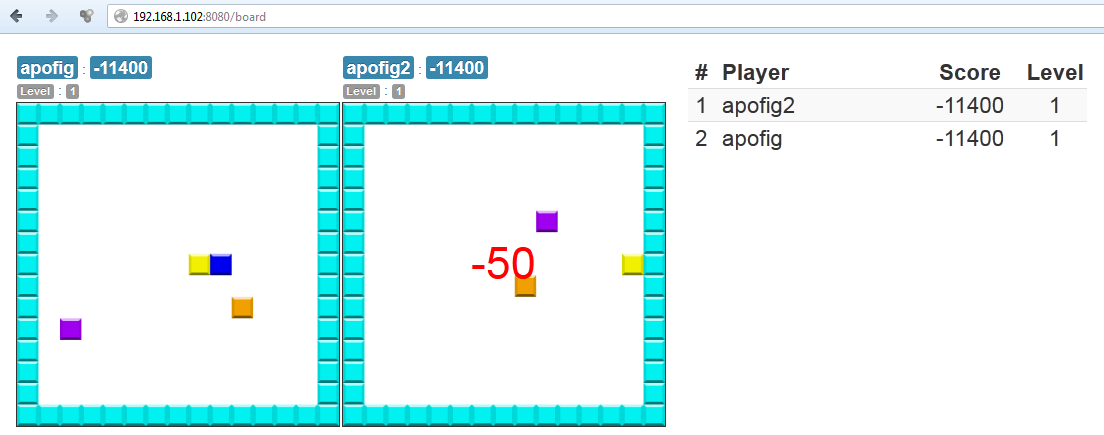 192.168.1.102:8080/board
apofig : -11400
Level : 1
apofig2 : -11400
Level : 1
-50
# Player Score Level
1 apofig2 -11400 1
2 apofig -11400 1